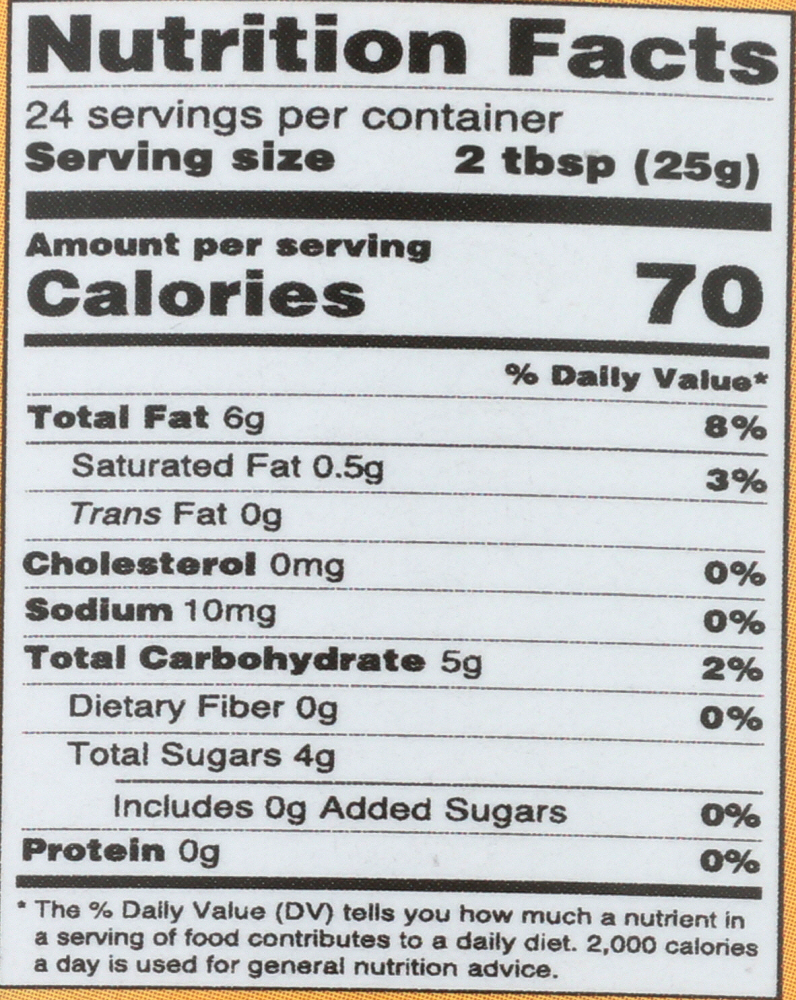 Nutrition Facts
24 servings per container
Serving size 2 tbsp (25g)
Amount per serving
Calories 70
% Daily Value*
Total Fat 6g 8%
Saturated Fat 0.5g 3%
Trans Fat 0g
Cholesterol 0mg 0%
Sodium 10mg 0%
Total Carbohydrate 5g 2%
Dietary Fiber 0g 0%
Total Sugars 4g
Includes 0g Added Sugars 0%
Protein 0g 0%
* The % Daily Value (DV) tells you how much a nutrient in
a serving of food contributes to a daily diet. 2,000 calories
a day is used for general nutrition advice.